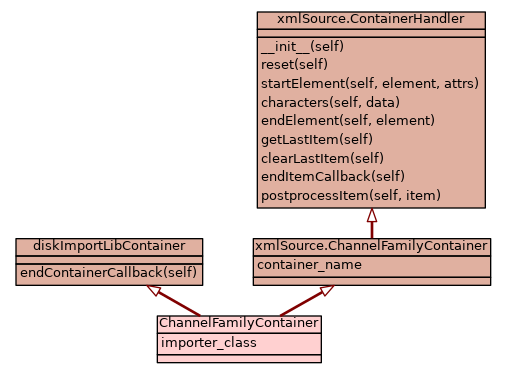 xmlSource.ContainerHandler
__init__(self)
reset(self)
startElement(self, element, attrs)
characters(self, data)
endElement(self, element)
getLastItem(self)
clearLastItem(self)
endItemCallback(self)
postprocessItem(self, item)
diskImportLibContainer
endContainerCallback(self)
xmlSource.ChannelFamilyContainer
container_name
ChannelFamilyContainer
importer_class